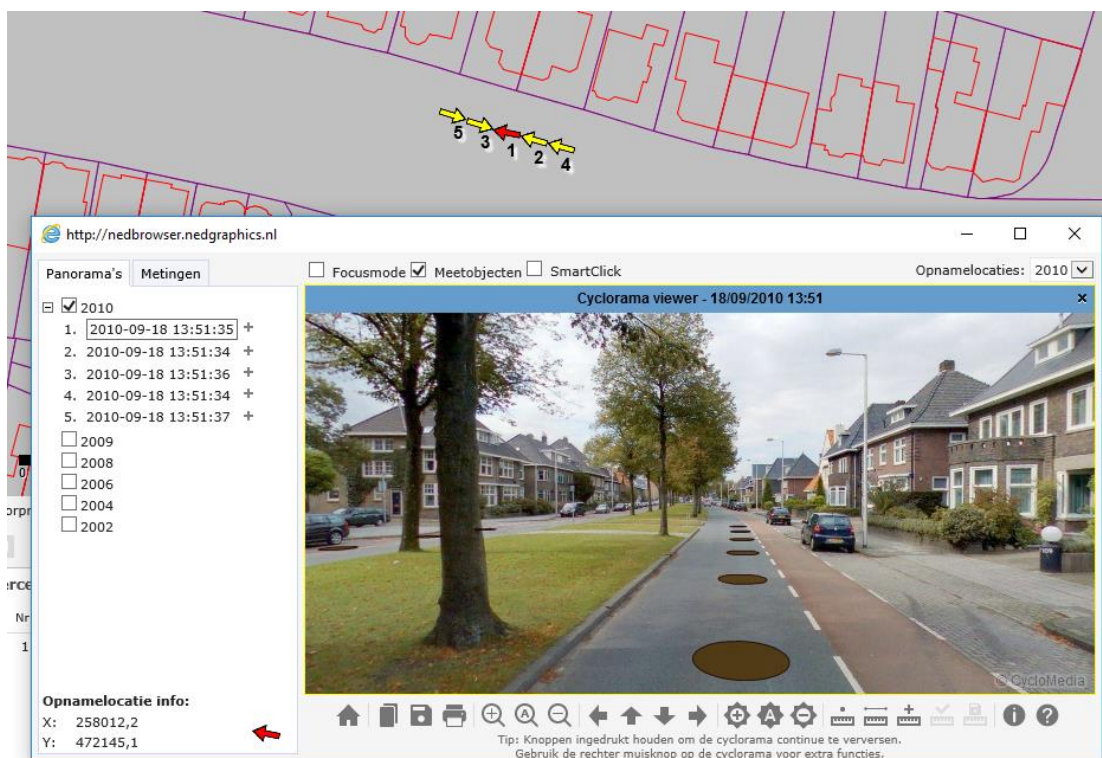 5
3
1
2
4
http://nedbrowser.nedgraphics.nl
Panorama's Metingen
Focusmode Meetobjecten SmartClick
Opnamelocaties: 2010
Cyclorama viewer - 18/09/2010 13:51
2010
1. 2010-09-18 13:51:35 +
2. 2010-09-18 13:51:34 +
3. 2010-09-18 13:51:36 +
4. 2010-09-18 13:51:34 +
5. 2010-09-18 13:51:37 +
2009
2008
2006
2004
2002
0
Nr
1
© CycloMedia
Opnamelocatie info:
X: 258012,2
Y: 472145,1
Tip: Knoppen ingedrukt houden om de cyclorama continue te verversen.
Gebruik de rechter muisknop op de cyclorama voor extra functies.